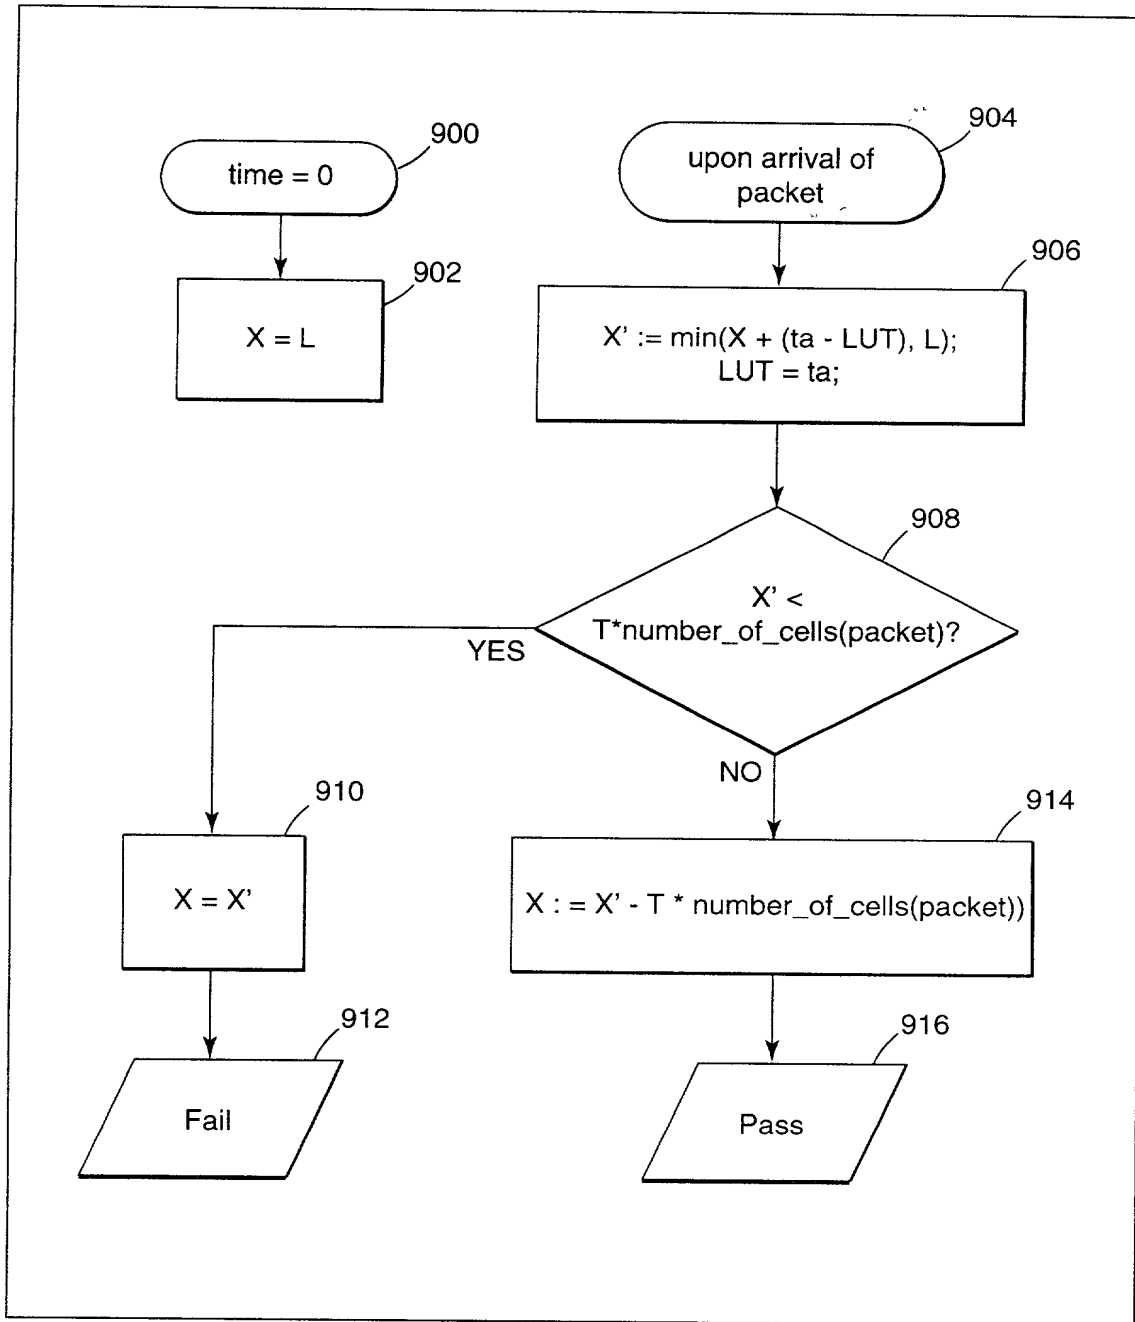 900
time = 0
902
X = L
904
upon arrival of
packet
906
X' := min(X + (ta - LUT), L);
LUT = ta;
908
X' <
T*number_of_cells(packet)?
YES
NO
910
X = X'
912
Fail
914
X : = X' - T * number_of_cells(packet))
916
Pass